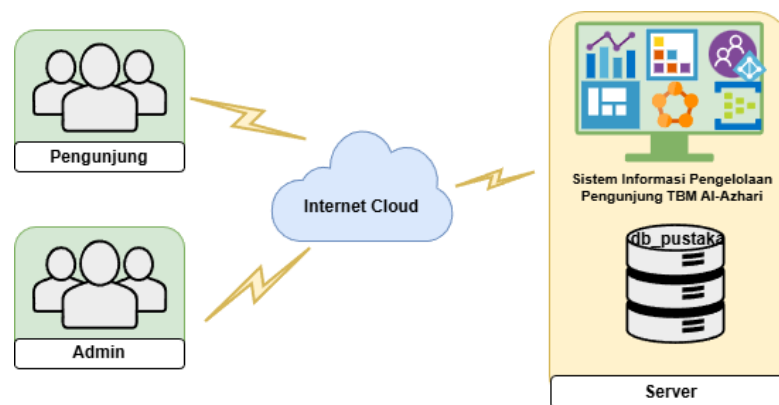 Pengunjung
Admin
Internet Cloud
Sistem Informasi Pengelolaan
Pengunjung TBM Al-Azhari
db_pustaka
Server